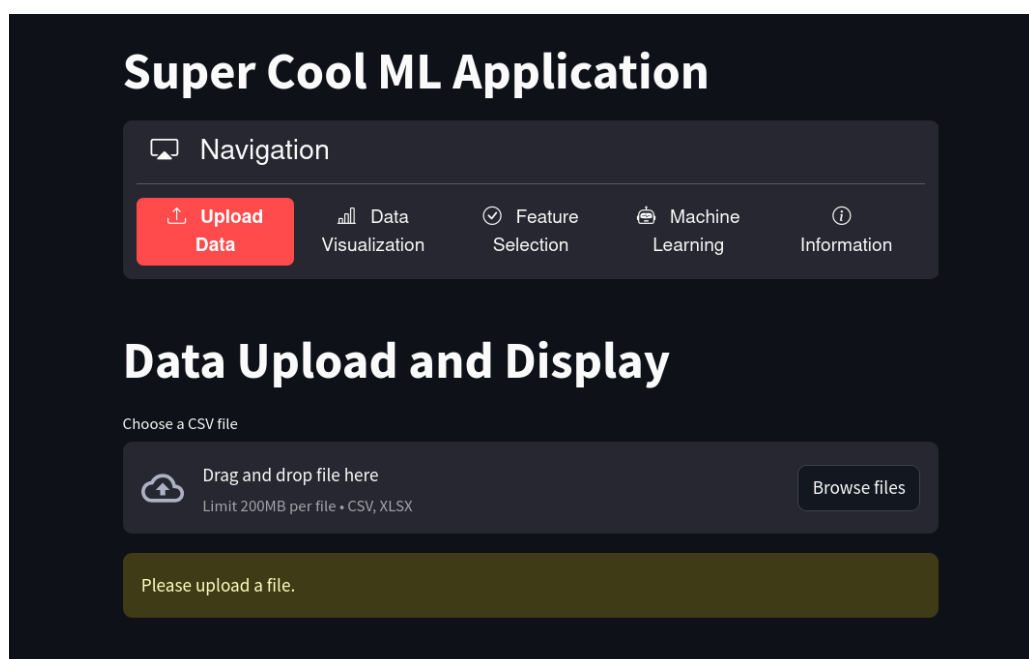 Super Cool ML Application
Navigation
Upload
Data
Data
Visualization
Feature
Selection
Machine
Learning
Information
Data Upload and Display
Choose a CSV file
Drag and drop file here
Limit 200MB per file • CSV, XLSX
Browse files
Please upload a file.